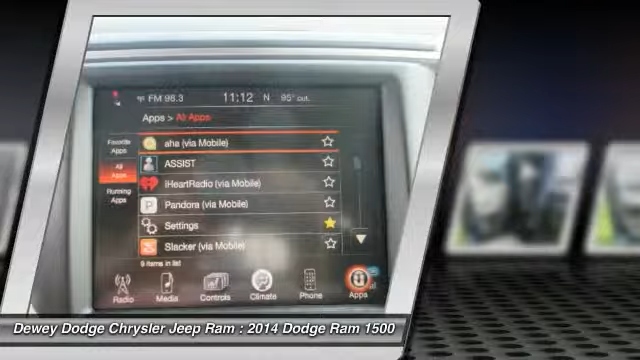 FM 96.3 11:12 N 95° out.
Apps > All Apps
Favorite Apps
All Apps
Running Apps
aha (via Mobile)
ASSIST
iHeartRadio (via Mobile)
Pandora (via Mobile)
Settings
Slacker (via Mobile)
9 items in list
Radio Media Controls Climate Phone Apps
Dewey Dodge Chrysler Jeep Ram : 2014 Dodge Ram 1500